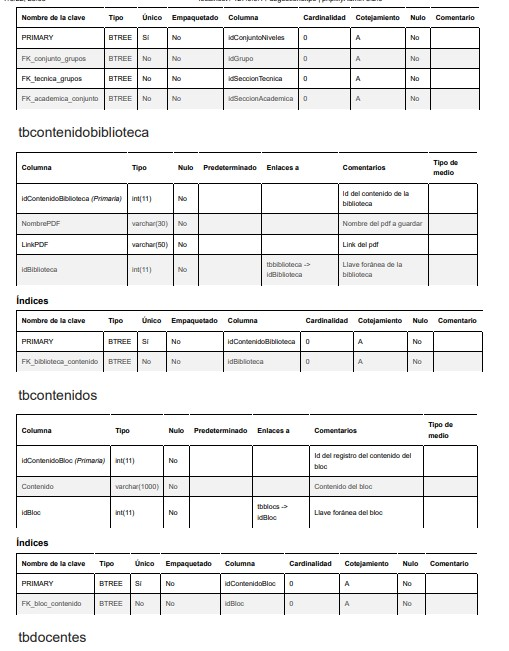 Nombre de la clave Tipo Único Empaquetado Columna Cardinalidad Cotejamiento Nulo Comentario
PRIMARY BTREE Sí No idConjuntoNiveles 0 A No
FK_conjunto_grupos BTREE No No idGrupo 0 A No
FK_tecnica_grupos BTREE No No idSeccionTecnica 0 A No
FK_academica_conjunto BTREE No No idSeccionAcademica 0 A No
tbcontenidobiblioteca
Columna Tipo Nulo Predeterminado Enlaces a Comentarios Tipo de medio
idContenidoBiblioteca (Primaria) int(11) No Id del contenido de la biblioteca
NombrePDF varchar(30) No Nombre del pdf a guardar
LinkPDF varchar(50) No Link del pdf
idBiblioteca int(11) No tbbiblioteca -> idBiblioteca Llave foránea de la biblioteca
Índices
Nombre de la clave Tipo Único Empaquetado Columna Cardinalidad Cotejamiento Nulo Comentario
PRIMARY BTREE Sí No idContenidoBiblioteca 0 A No
FK_biblioteca_contenido BTREE No No idBiblioteca 0 A No
tbcontenidos
Columna Tipo Nulo Predeterminado Enlaces a Comentarios Tipo de medio
idContenidoBloc (Primaria) int(11) No Id del registro del contenido del bloc
Contenido varchar(1000) No Contenido del bloc
idBloc int(11) No tbblocs -> idBloc Llave foránea del bloc
Índices
Nombre de la clave Tipo Único Empaquetado Columna Cardinalidad Cotejamiento Nulo Comentario
PRIMARY BTREE Sí No idContenidoBloc 0 A No
FK_bloc_contenido BTREE No No idBloc 0 A No
tbdocentes